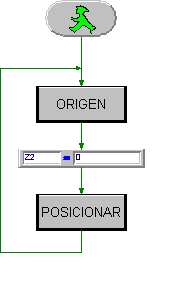 ORIGEN
Z2 = 0
POSICIONAR